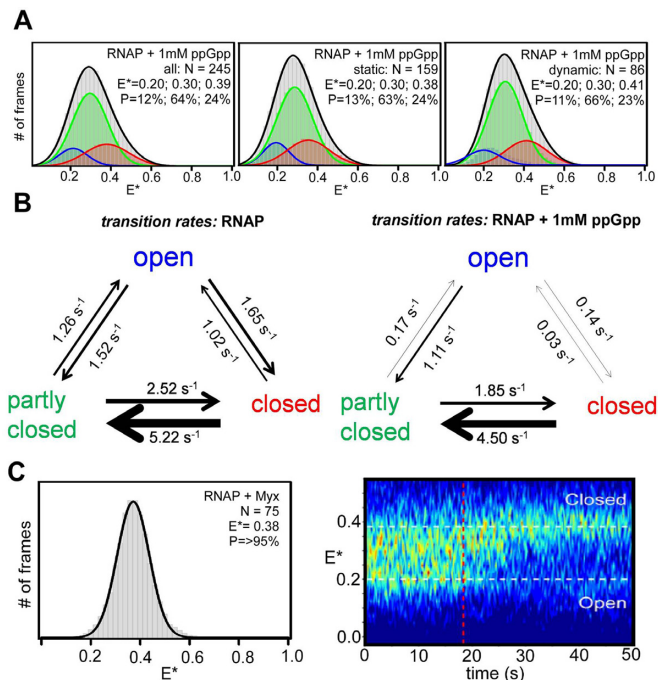 A
RNAP + 1mM ppGpp
all: N = 245
E*=0.20; 0.30; 0.39
P=12%; 64%; 24%
RNAP + 1mM ppGpp
static: N = 159
E*=0.20; 0.30; 0.38
P=13%; 63%; 24%
RNAP + 1mM ppGpp
dynamic: N = 86
E*=0.20; 0.30; 0.41
P=11%; 66%; 23%
# of frames
0.2 0.4 0.6 0.8 1.0
E*
0.2 0.4 0.6 0.8 1.0
E*
0.2 0.4 0.6 0.8 1.0
E*
B
transition rates: RNAP
open
1.26 s-1
1.52 s-1
1.65 s-1
1.02 s-1
partly
closed
2.52 s-1
5.22 s-1
closed
transition rates: RNAP + 1mM ppGpp
open
0.17 s-1
1.11 s-1
0.14 s-1
0.03 s-1
partly
closed
1.85 s-1
4.50 s-1
closed
C
RNAP + Myx
N = 75
E*= 0.38
P=>95%
# of frames
0.2 0.4 0.6 0.8 1.0
E*
Closed
0.4
E*
0.2
Open
0.0
0 10 20 30 40 50
time (s)